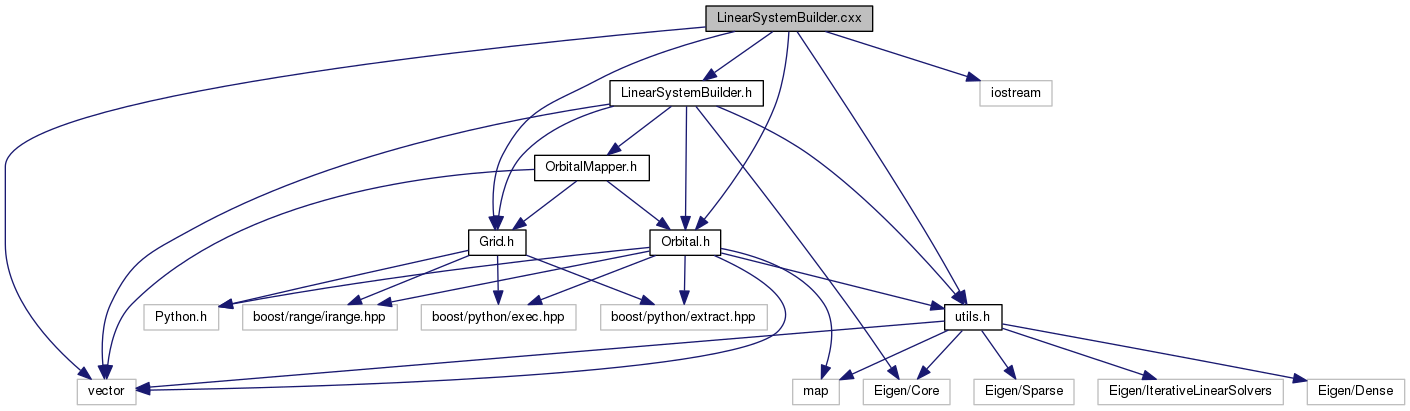 LinearSystemBuilder.cxx
LinearSystemBuilder.h
iostream
OrbitalMapper.h
Grid.h
Orbital.h
Python.h
boost/range/irange.hpp
boost/python/exec.hpp
boost/python/extract.hpp
utils.h
vector
map
Eigen/Core
Eigen/Sparse
Eigen/IterativeLinearSolvers
Eigen/Dense